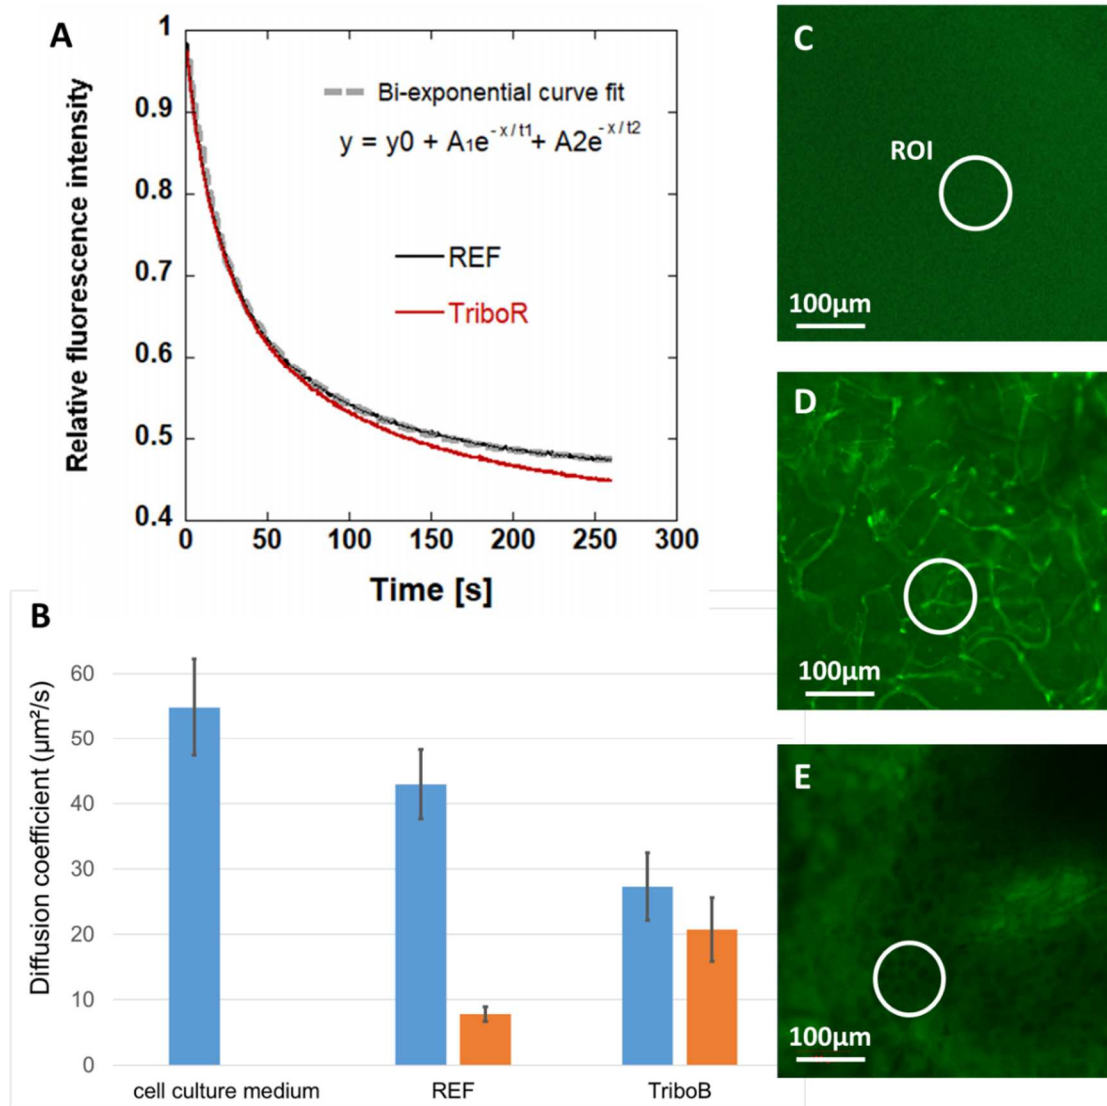 A
1
0.9
0.8
0.7
0.6
0.5
0.4
0
50
100
150
200
250
300
Relative fluorescence intensity
Time [s]
Bi-exponential curve fit
y = y0 + A₁e^-x/t1 + A2e^-x/t2
REF
TriboR
B
Diffusion coefficient (µm²/s)
60
50
40
30
20
10
0
cell culture medium
REF
TriboB
C
ROI
100µm
D
100µm
E
100µm